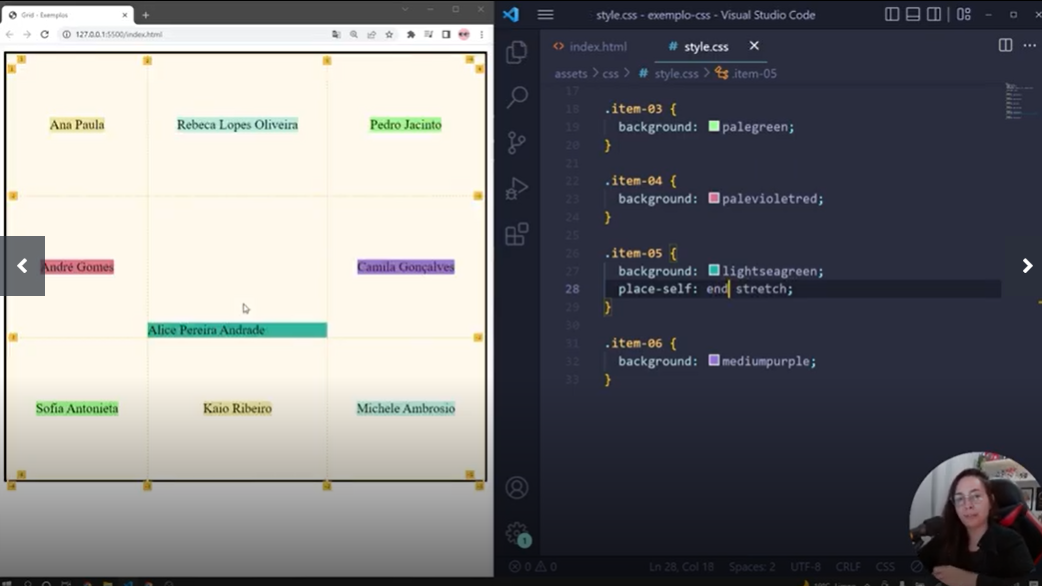 Grid - Exemplos
127.0.0.1:5500/index.html
Ana Paula
Rebeca Lopes Oliveira
Pedro Jacinto
André Gomes
Camila Gonçalves
Alice Pereira Andrade
Sofia Antonieta
Kaio Ribeiro
Michele Ambrosio
style.css - exemplo-css - Visual Studio Code
index.html
# style.css
assets > css > # style.css > .item-05
17
18 .item-03 {
19 background: palegreen;
20 }
21
22 .item-04 {
23 background: palevioletred;
24 }
25
26 .item-05 {
27 background: lightseagreen;
28 place-self: end stretch;
29 }
30
31 .item-06 {
32 background: mediumpurple;
33 }
1
0 0
Ln 28, Col 18
Spaces: 2
UTF-8
CRLF
CSS